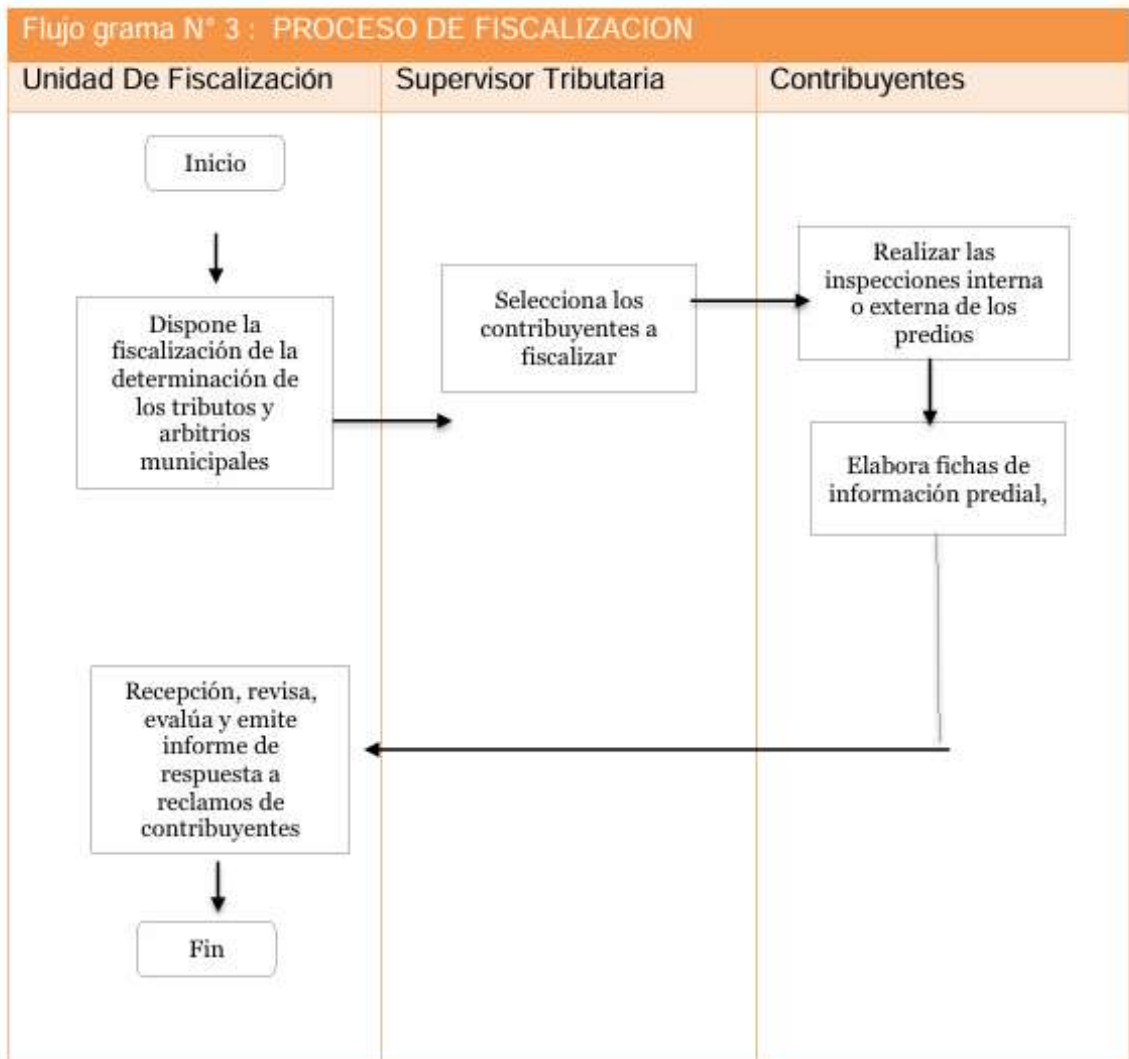 Flujo grama N° 3 : PROCESO DE FISCALIZACION
Unidad De Fiscalización
Supervisor Tributaria
Contribuyentes
Inicio
Dispone la
fiscalización de la
determinación de
los tributos y
arbitrios
municipales
Selecciona los
contribuyentes a
fiscalizar
Realizar las
inspecciones interna
o externa de los
predios
Elabora fichas de
información predial,
Recepción, revisa,
evalúa y emite
informe de
respuesta a
reclamos de
contribuyentes
Fin